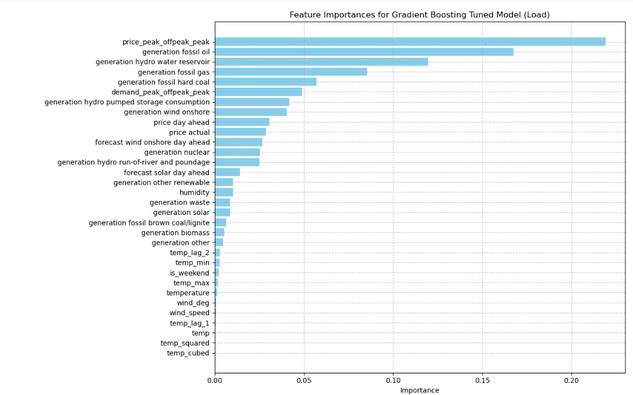 Feature Importances for Gradient Boosting Tuned Model (Load)
price_peak_offpeak_peak
generation fossil oil
generation hydro water reservoir
generation fossil gas
generation fossil hard coal
demand_peak_offpeak_peak
generation hydro pumped storage consumption
generation wind onshore
price day ahead
price actual
forecast wind onshore day ahead
generation nuclear
generation hydro run-of-river and poundage
forecast solar day ahead
generation other renewable
humidity
generation waste
generation solar
generation fossil brown coal/lignite
generation biomass
generation other
temp_lag_2
temp_min
is_weekend
temp_max
temperature
wind_deg
wind_speed
temp_lag_1
temp
temp_squared
temp_cubed
0.00 0.05 0.10 0.15 0.20
Importance